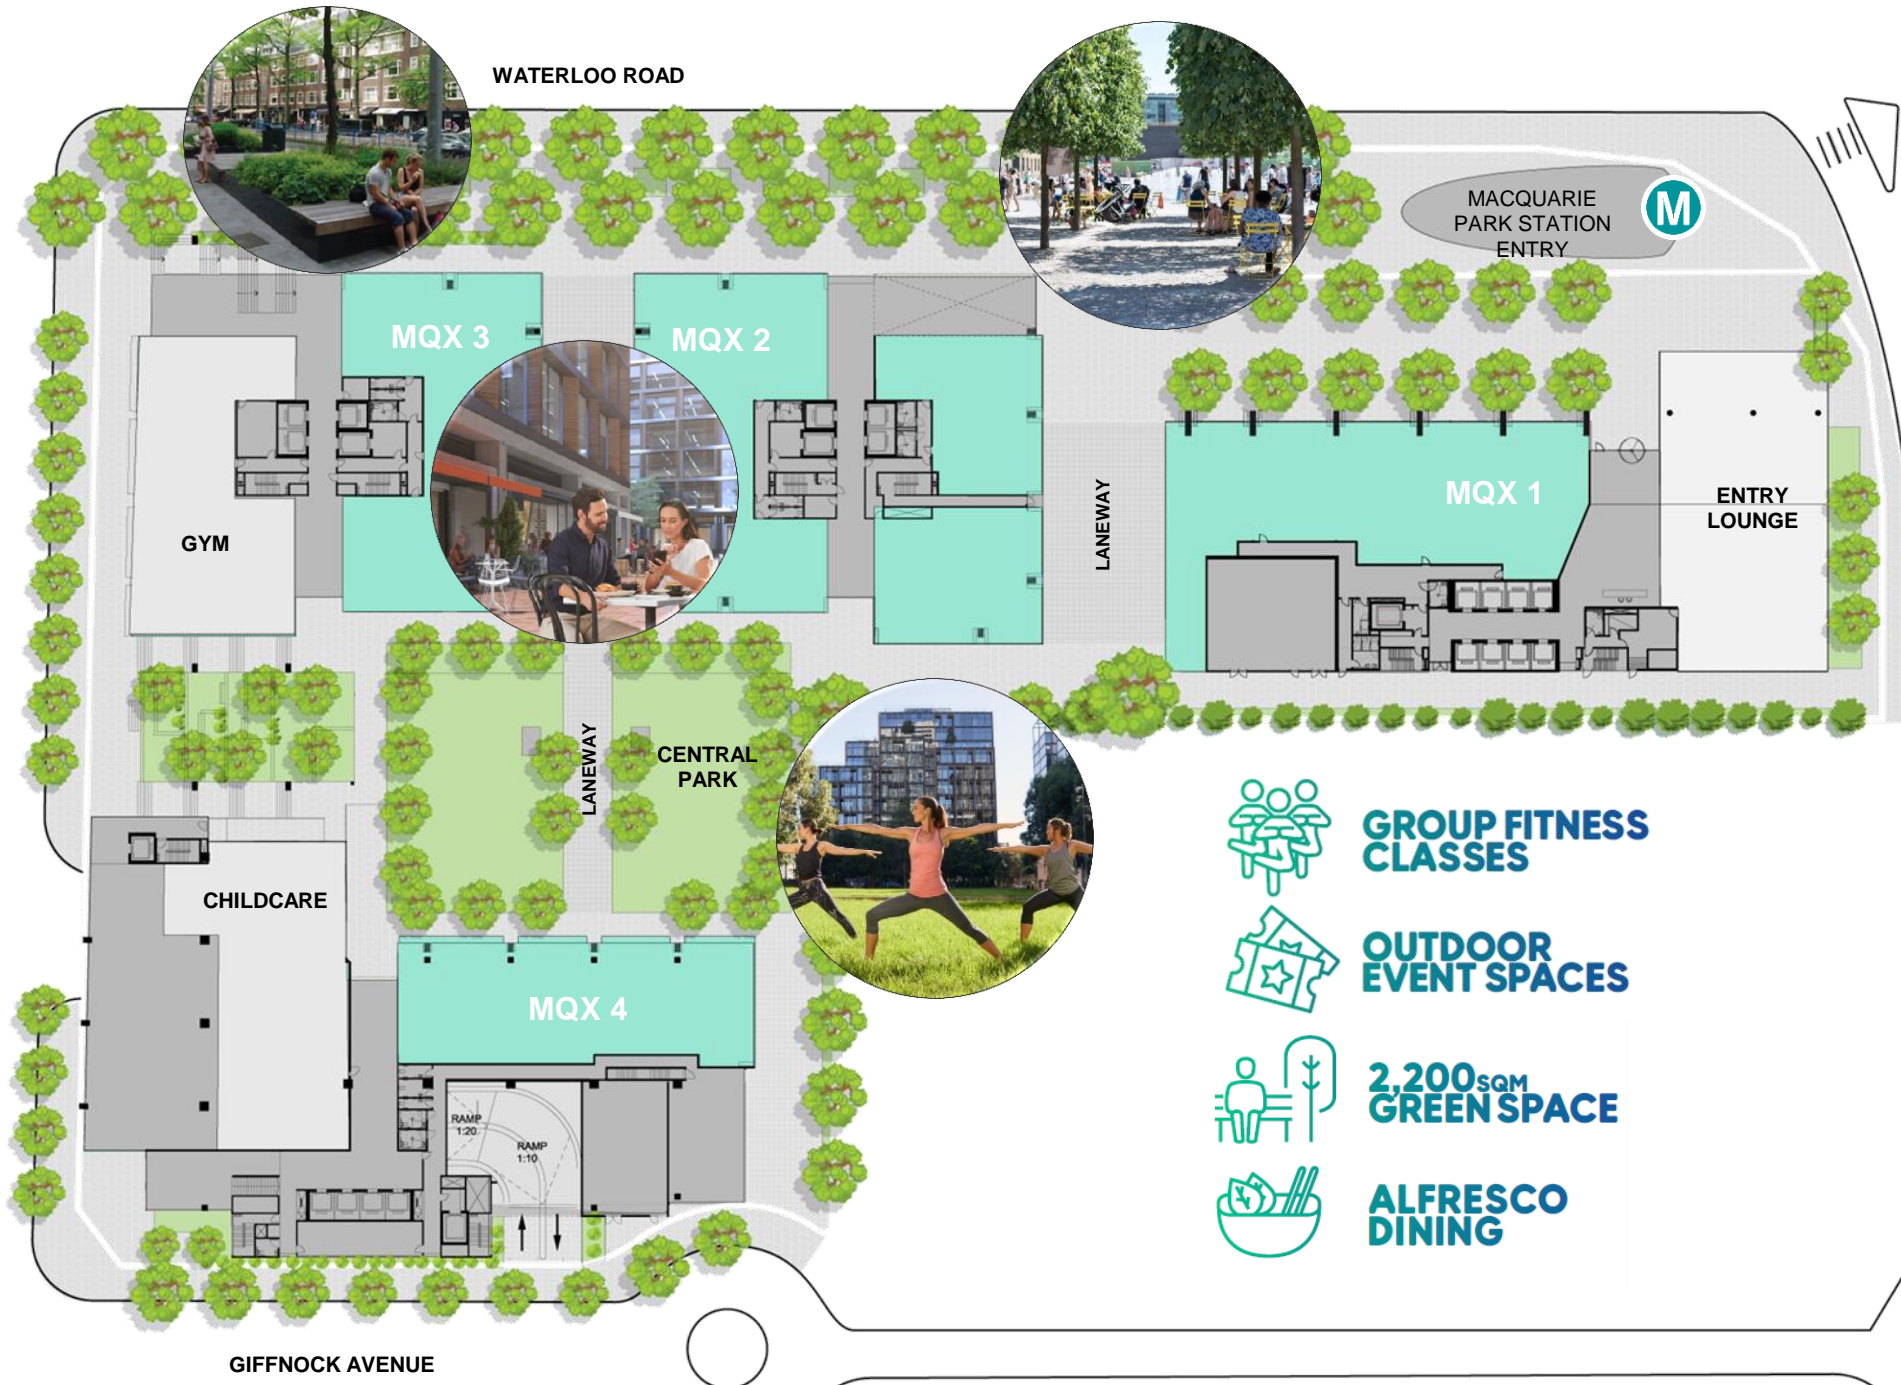 WATERLOO ROAD
MACQUARIE
PARK STATION
ENTRY
M
MQX 3
MQX 2
MQX 1
ENTRY
LOUNGE
LANEWAY
GYM
LANEWAY
CENTRAL
PARK
CHILDCARE
MQX 4
RAMP
1:20
RAMP
1:10
GIFFNOCK AVENUE
GROUP FITNESS
CLASSES
OUTDOOR
EVENT SPACES
2,200SQM
GREEN SPACE
ALFRESCO
DINING